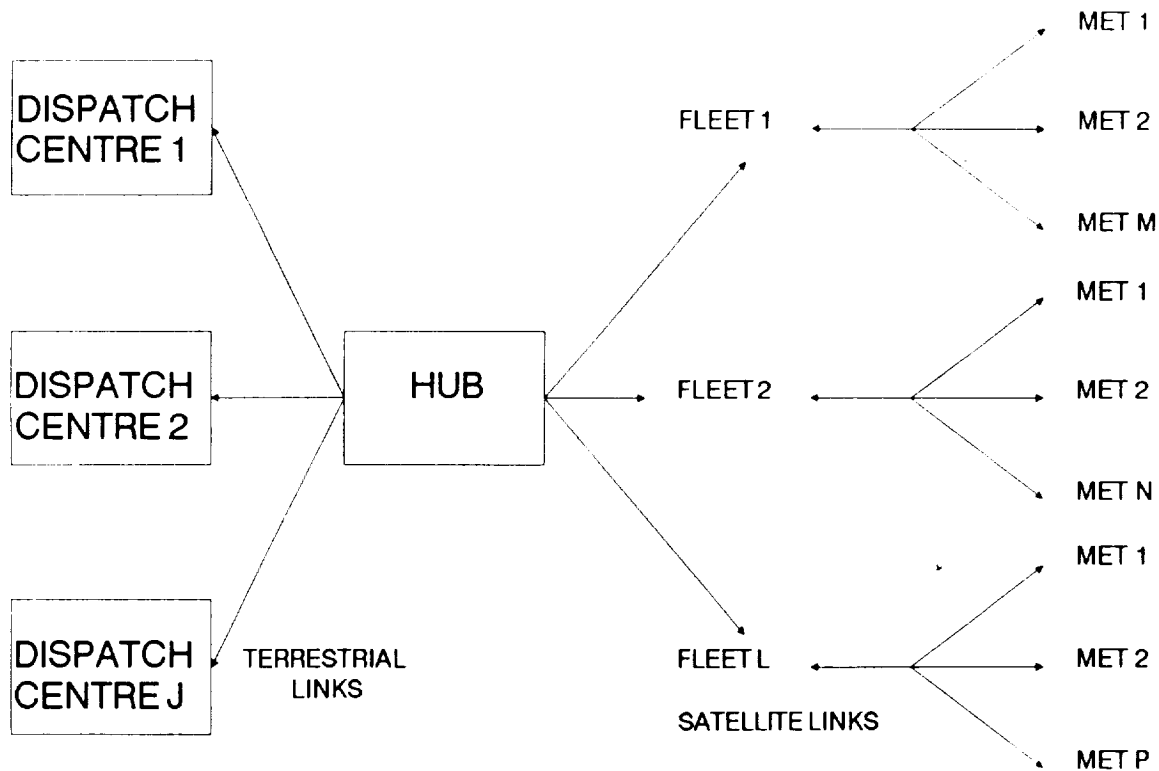 DISPATCH
CENTRE 1
DISPATCH
CENTRE 2
DISPATCH
CENTRE J
TERRESTRIAL
LINKS
HUB
FLEET 1
FLEET 2
FLEET L
SATELLITE LINKS
MET 1
MET 2
MET M
MET 1
MET 2
MET N
MET 1
MET 2
MET P